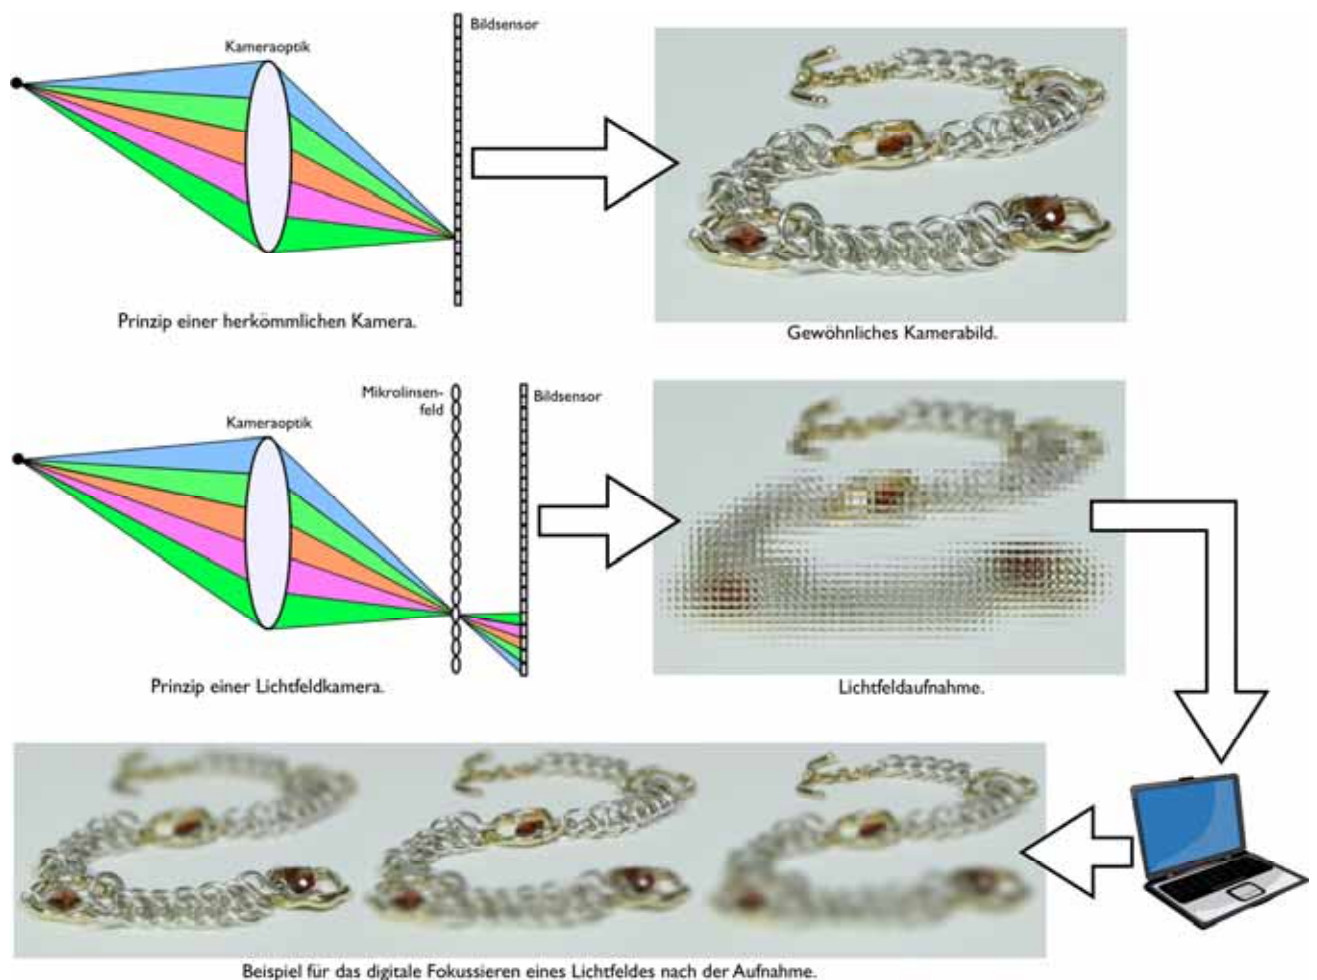 Kameraoptik
Bildsensor
Prinzip einer herkömmlichen Kamera.
Gewöhnliches Kamerabild.
Kameraoptik
Mikrolinsen-
feld
Bildsensor
Prinzip einer Lichtfeldkamera.
Lichtfeldaufnahme.
Beispiel für das digitale Fokussieren eines Lichtfeldes nach der Aufnahme.